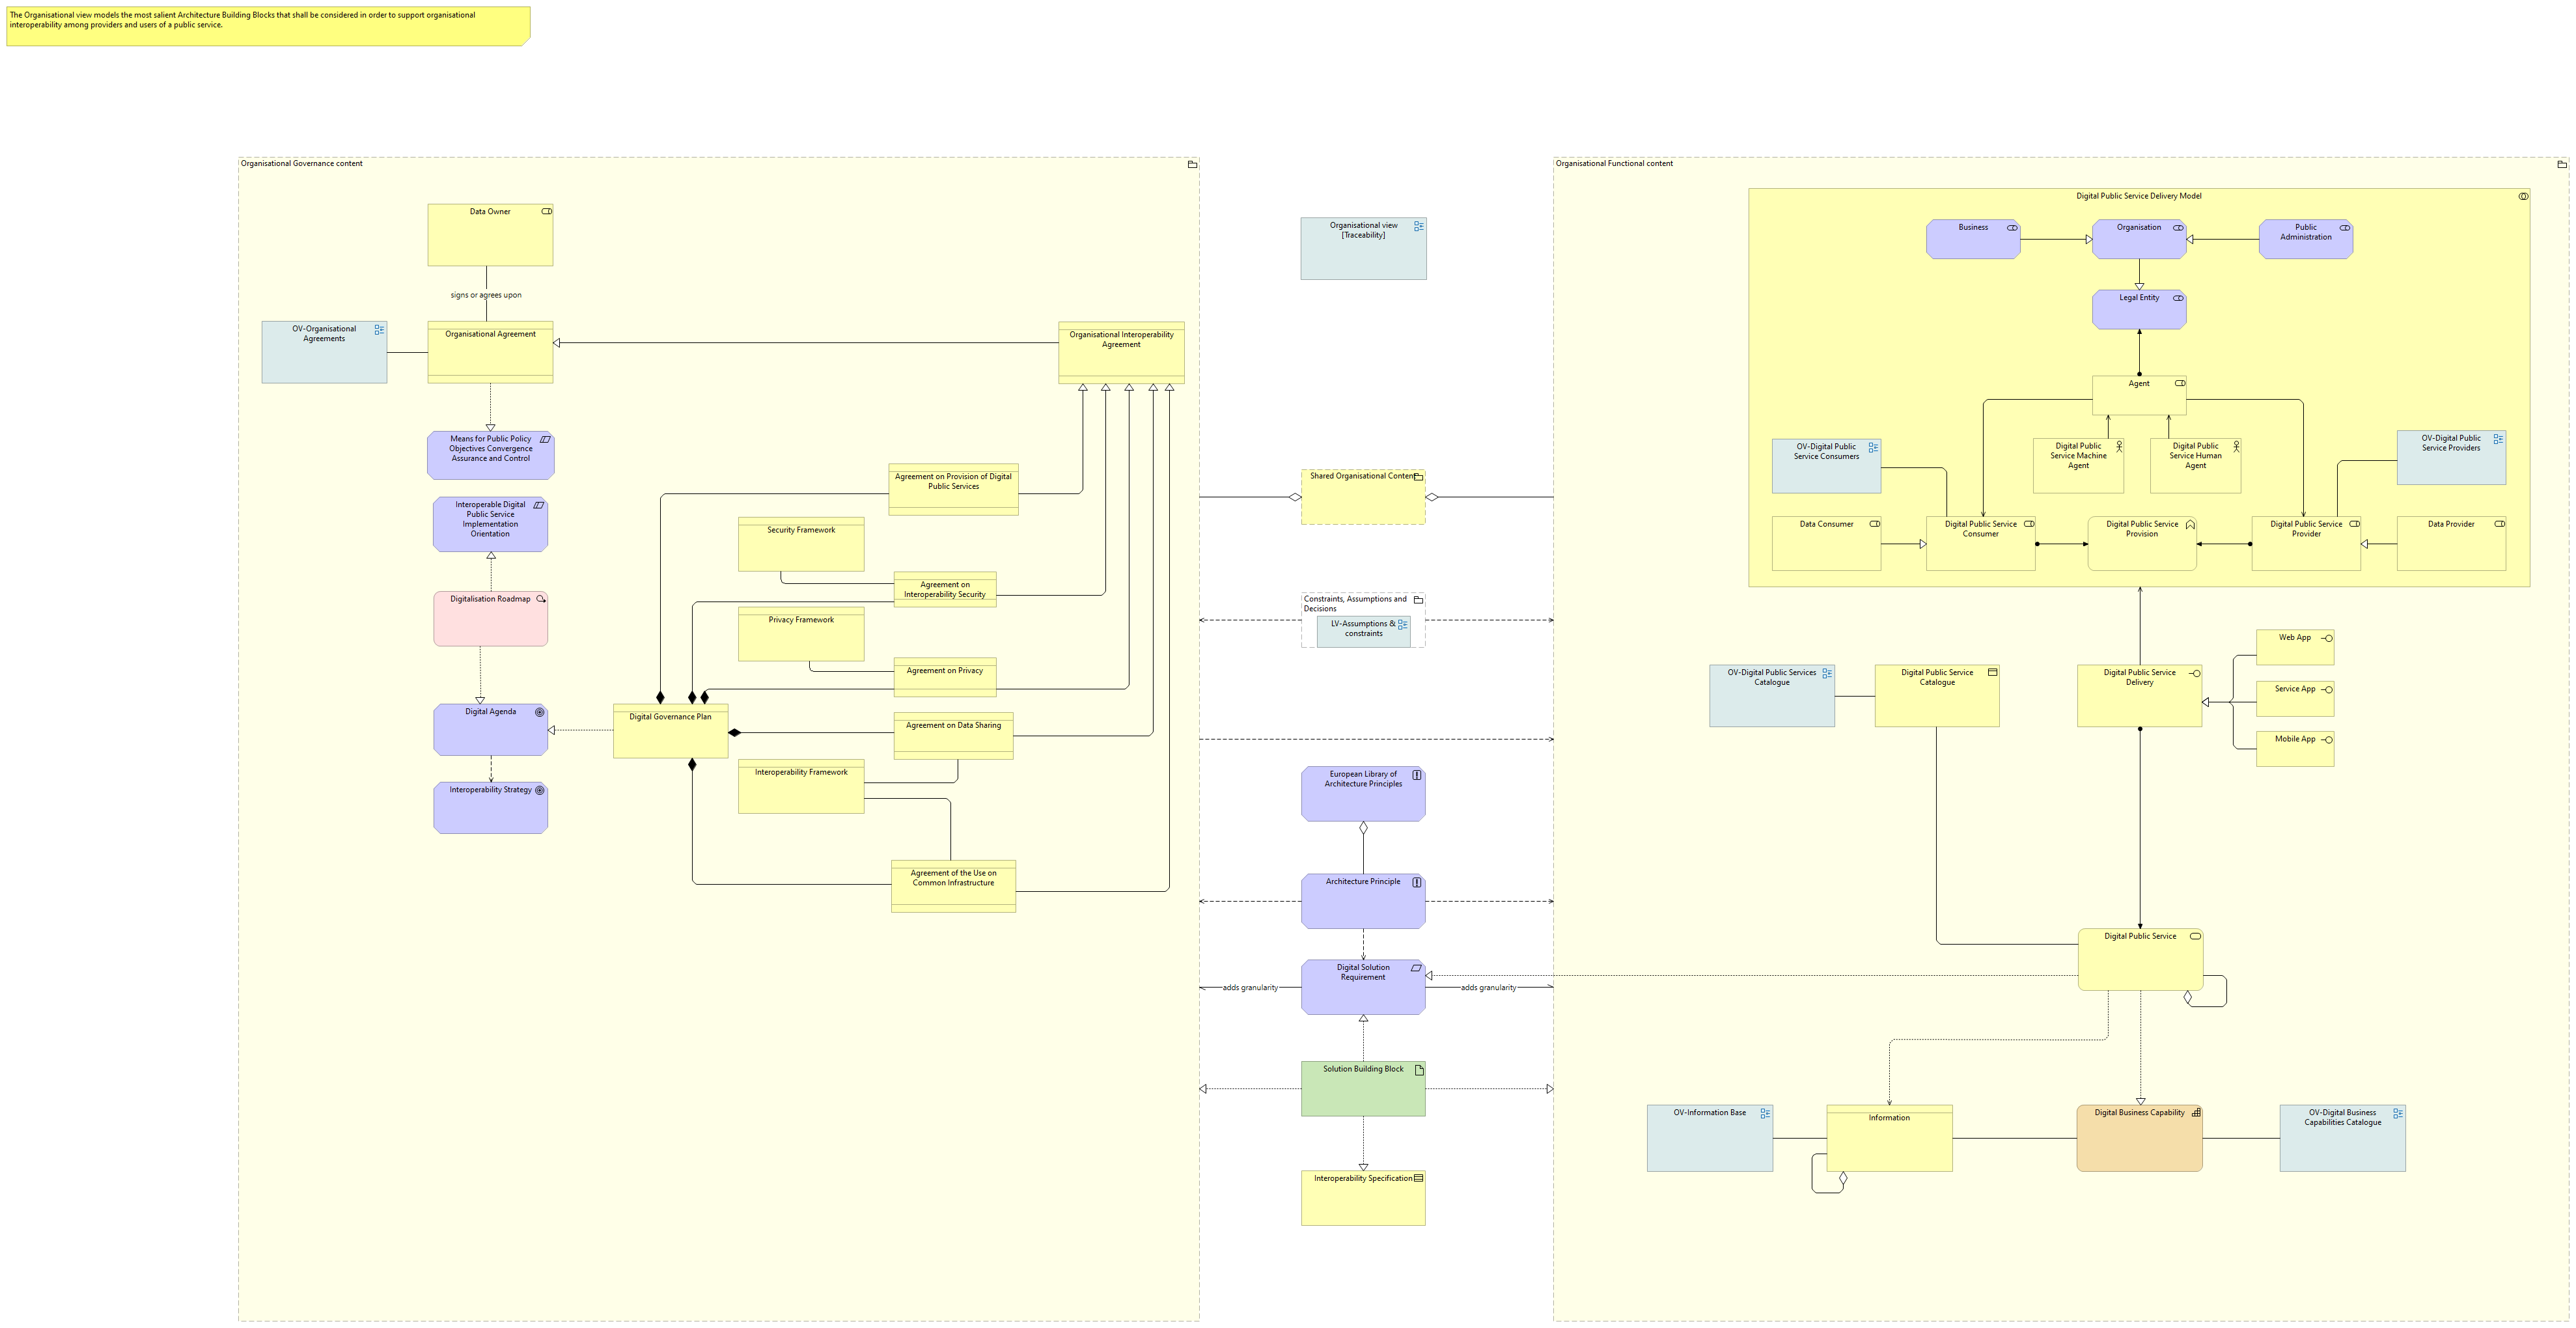 The Organisational view models the most salient Architecture Building Blocks that shall be considered in order to support organisational
interoperability among providers and users of a public service.
Organisational Governance content
Data Owner
signs or agrees upon
OV-Organisational
Agreements
Organisational Agreement
Organisational Interoperability
Agreement
Means for Public Policy
Objectives Convergence
Assurance and Control
Interoperable Digital
Public Service
Implementation
Orientation
Digitalisation Roadmap
Digital Agenda
Interoperability Strategy
Digital Governance Plan
Agreement on Provision of Digital
Public Services
Security Framework
Agreement on
Interoperability Security
Privacy Framework
Agreement on Privacy
Agreement on Data Sharing
Interoperability Framework
Agreement of the Use on
Common Infrastructure
Organisational view
[Traceability]
Shared Organisational Content
Constraints, Assumptions and
Decisions
LV-Assumptions &
constraints
European Library of
Architecture Principles
Architecture Principle
Digital Solution
Requirement
adds granularity
adds granularity
Solution Building Block
Interoperability Specification
Organisational Functional content
Digital Public Service Delivery Model
Business
Organisation
Public
Administration
Legal Entity
Agent
OV-Digital Public
Service Consumers
Digital Public
Service Machine
Agent
Digital Public
Service Human
Agent
OV-Digital Public
Service Providers
Data Consumer
Digital Public Service
Consumer
Digital Public Service
Provision
Digital Public Service
Provider
Data Provider
OV-Digital Public Services
Catalogue
Digital Public Service
Catalogue
Digital Public Service
Delivery
Web App
Service App
Mobile App
Digital Public Service
OV-Information Base
Information
Digital Business Capability
OV-Digital Business
Capabilities Catalogue